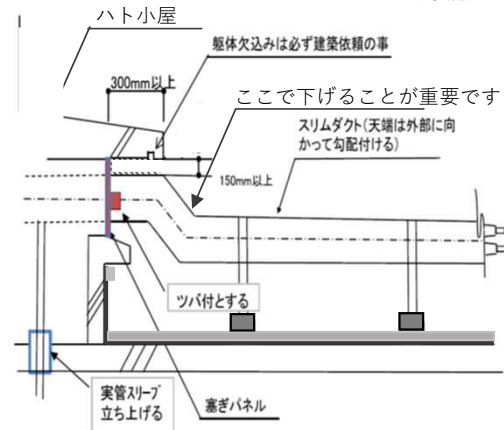 ハト小屋
躯体欠込みは必ず建築依頼の事
300mm以上
ここで下げることが重要です
スリムダクト(天端は外部に向
かって勾配付ける)
150mm以上
ツバ付とする
実管スリーブ
立ち上げる
塞ぎパネル